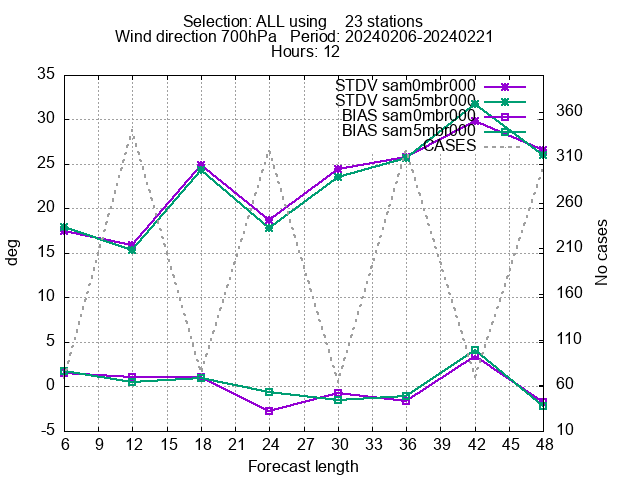 Selection: ALL using    23 stations
Wind direction 700hPa   Period: 20240206-20240221
Hours: 12
STDV sam0mbr000
STDV sam5mbr000
BIAS sam0mbr000
BIAS sam5mbr000
CASES
35
30
25
20
15
10
5
0
-5
deg
360
310
260
210
160
110
60
10
No cases
6 9 12 15 18 21 24 27 30 33 36 39 42 45 48
Forecast length